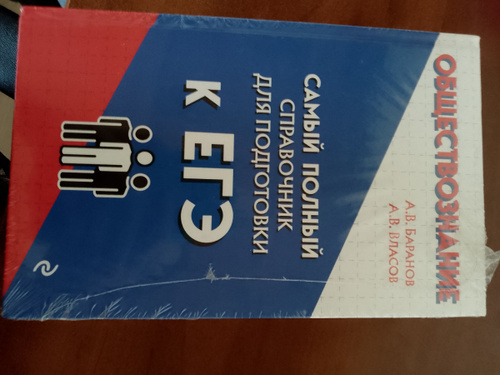 ОБЩЕСТВОЗНАНИЕ
А.В. БАРАНОВ
А.В. ВЛАСОВ
САМЫЙ ПОЛНЫЙ
СПРАВОЧНИК
ДЛЯ ПОДГОТОВКИ
К ЕГЭ